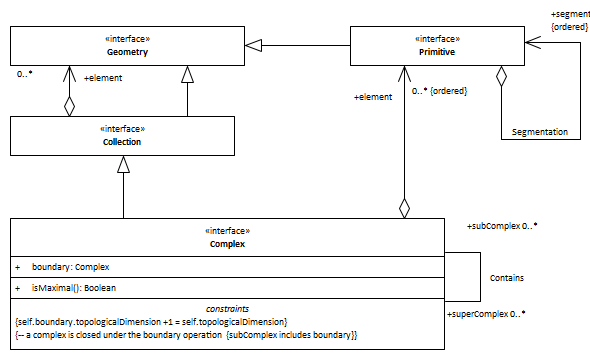 +segment
«interface»
Geometry
«interface»
Primitive
{ordered}
0..*
+element
+element
0..* {ordered}
Segmentation
«interface»
Collection
«interface»
Complex
+subComplex 0..*
+ boundary: Complex
+ isMaximal(): Boolean
Contains
constraints
+superComplex 0..*
{self.boundary.topologicalDimension +1 = self.topologicalDimension}
{-- a complex is closed under the boundary operation {subComplex includes boundary}}